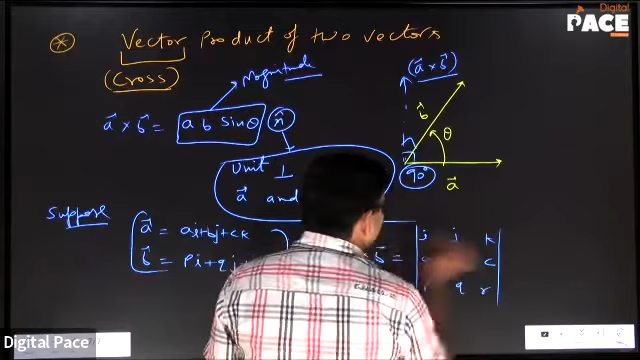 Digital
PACE
* Vector Product of two vectors
(Cross)
Magnitude
(a⃗ × b⃗)
a⃗ × b⃗ = a b Sinθ n̂
b⃗
θ
n̂
90°
a⃗
Unit ⊥
a⃗ and
Suppose
a⃗ = ai+bj+ck
b⃗ = Pi+qj+
b⃗ =
i j k
c
q r
Digital Pace